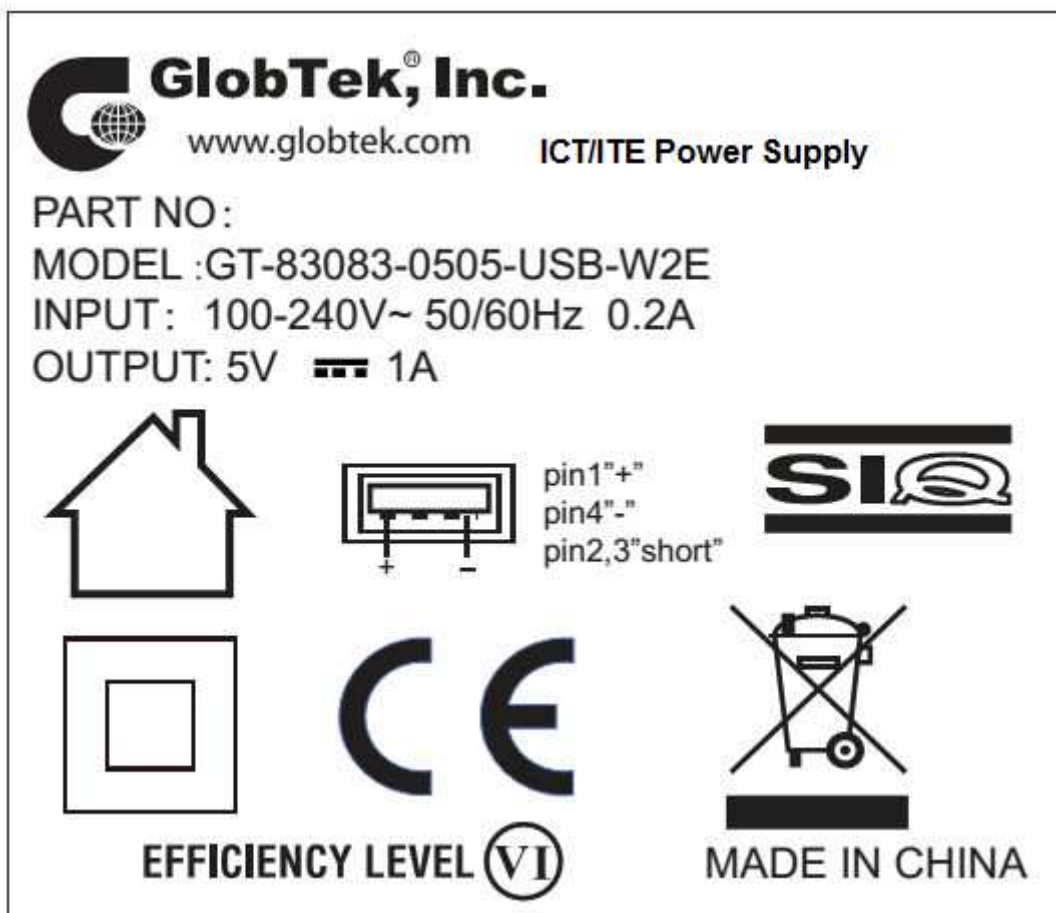 GlobTek®, Inc.
www.globtek.com
ICT/ITE Power Supply
PART NO:
MODEL :GT-83083-0505-USB-W2E
INPUT: 100-240V~ 50/60Hz 0.2A
OUTPUT: 5V ⎓ 1A
pin1"+"
pin4"-"
pin2,3"short"
+ –
SIQ
CE
EFFICIENCY LEVEL VI
MADE IN CHINA